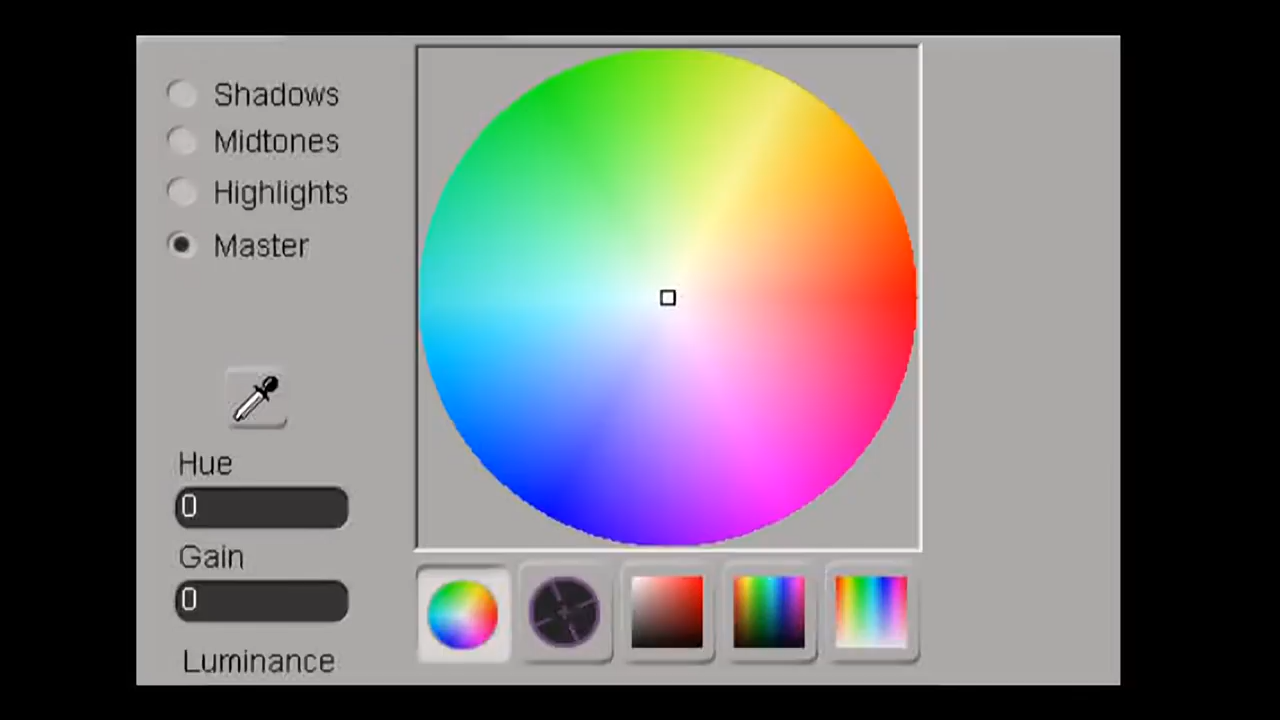 Shadows
Midtones
Highlights
Master
Hue
0
Gain
0
Luminance